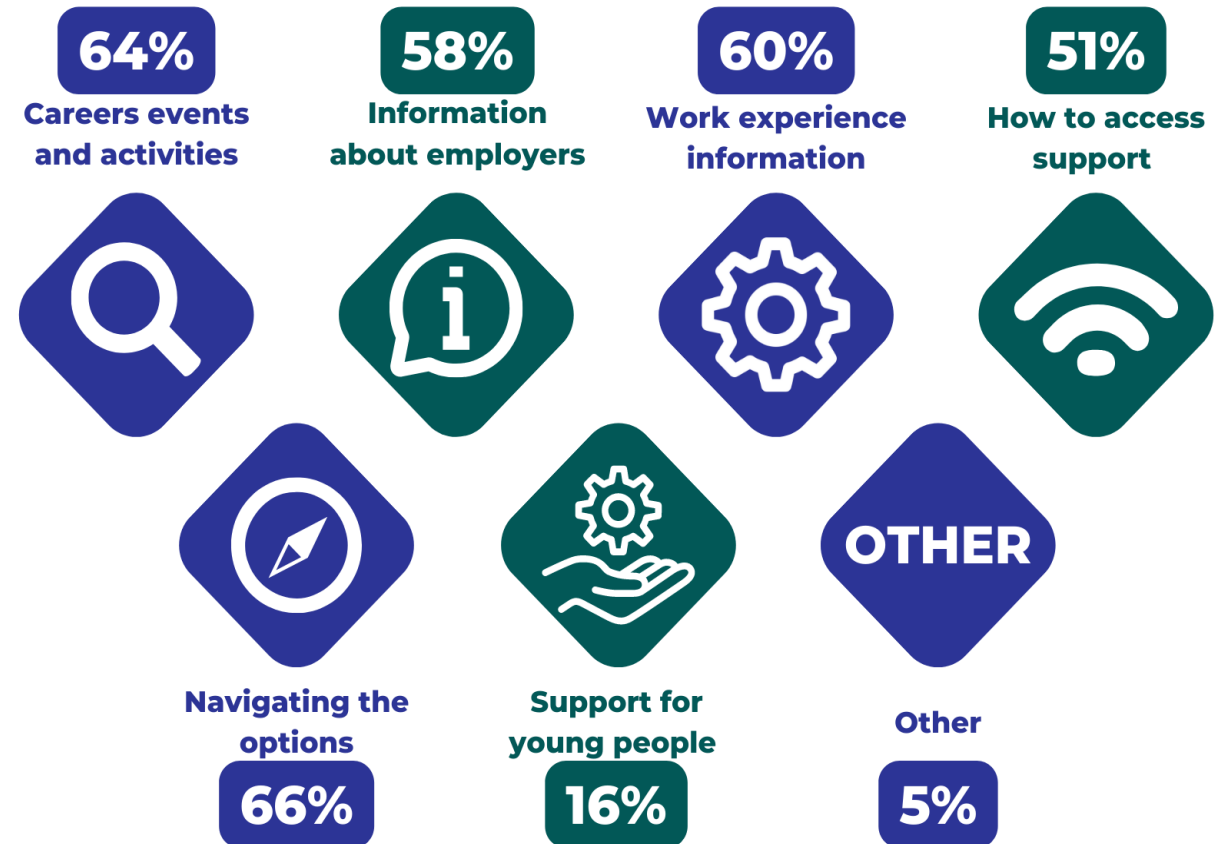 64%
Careers events
and activities
58%
Information
about employers
60%
Work experience
information
51%
How to access
support
i
OTHER
Navigating the
options
66%
Support for
young people
16%
Other
5%